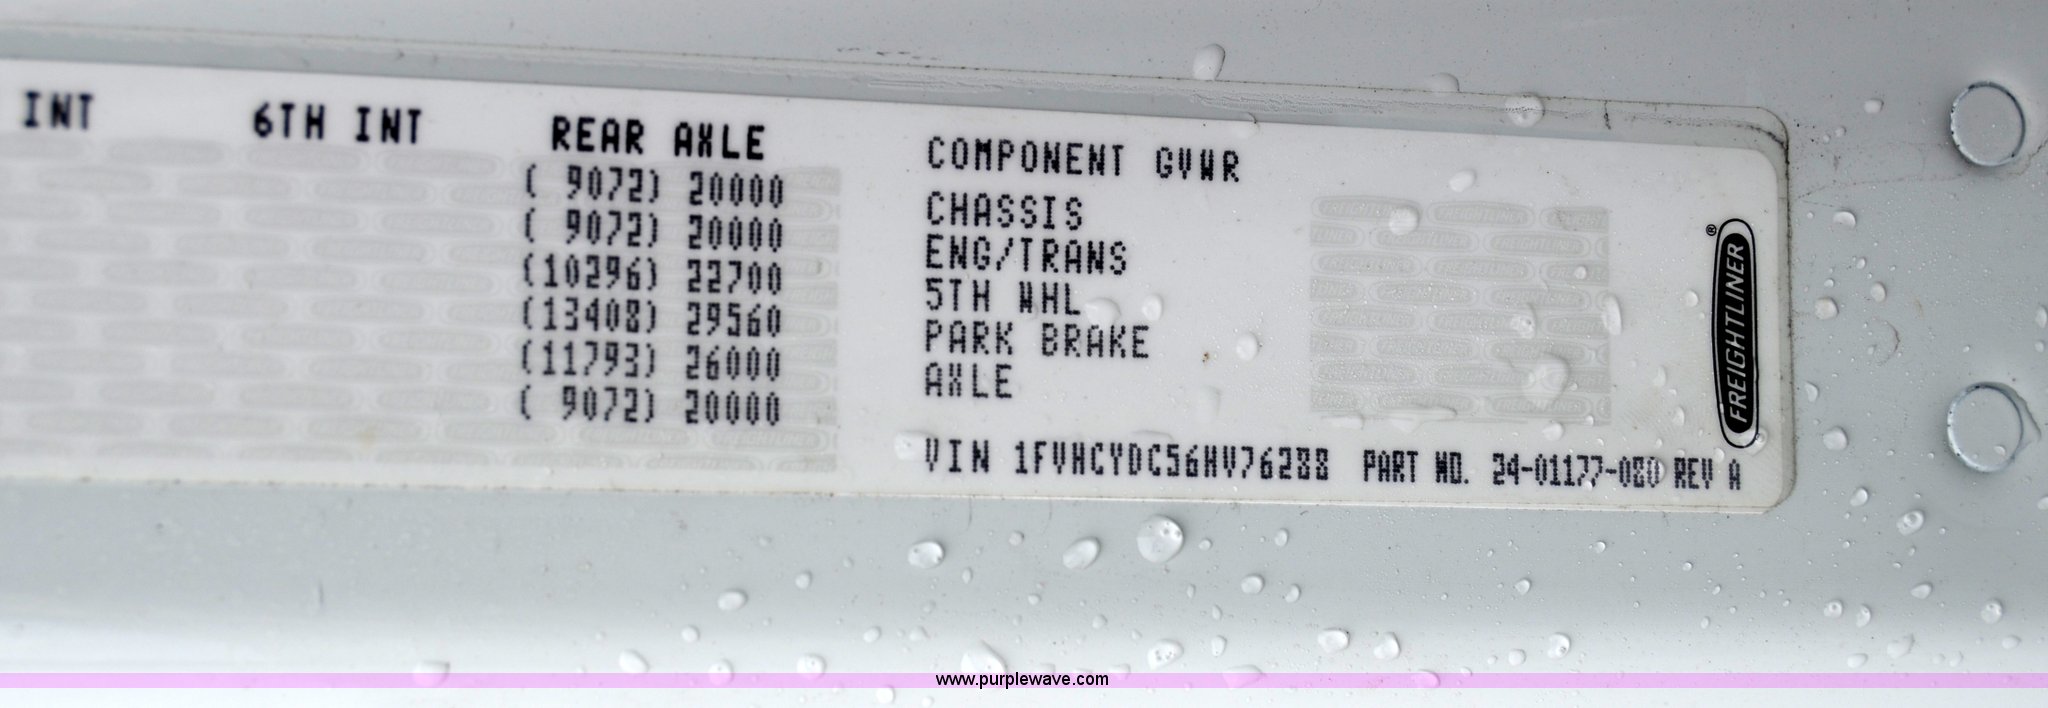 INT 6TH INT REAR AXLE COMPONENT GVWR
( 9072) 20000 CHASSIS
( 9072) 20000 ENG/TRANS
(10296) 22700 5TH WHL
(13408) 29560 PARK BRAKE
(11793) 26000 AXLE
( 9072) 20000
VIN 1FVHCYDC56HV76288 PART NO. 24-01177-080 REV A
FREIGHTLINER®
www.purplewave.com